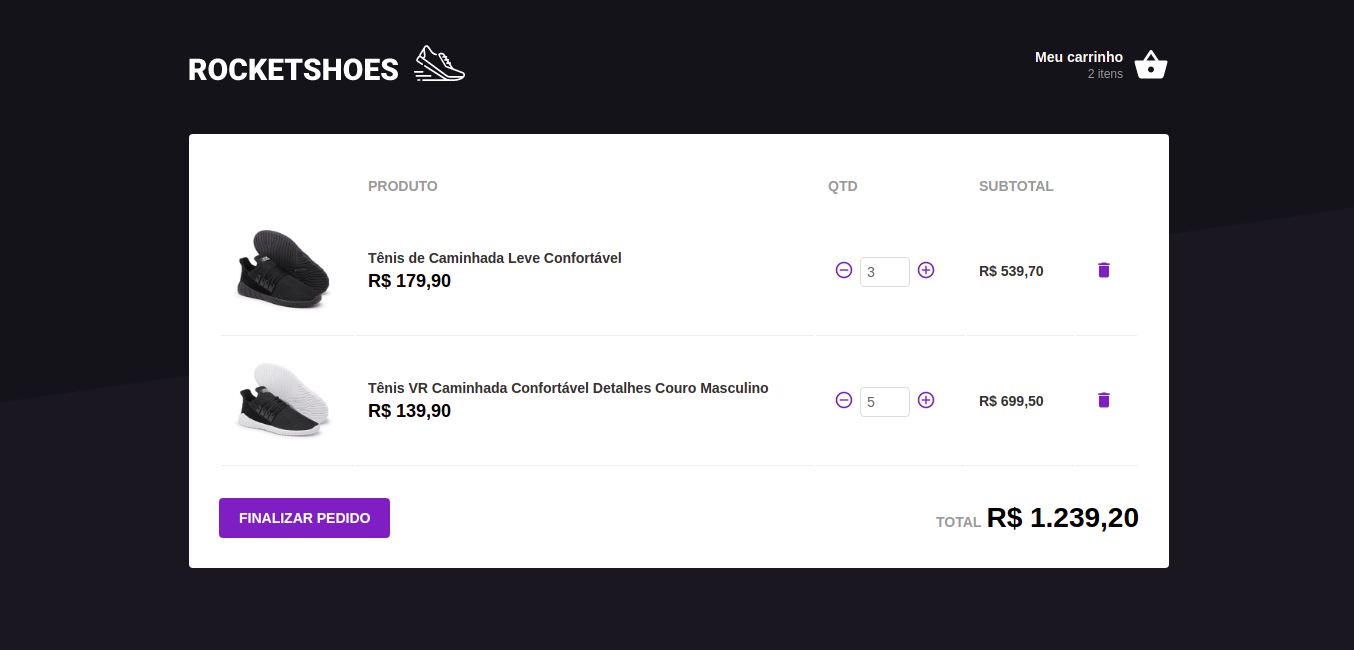 ROCKETSHOES
Meu carrinho
2 itens
PRODUTO QTD SUBTOTAL
Tênis de Caminhada Leve Confortável
R$ 179,90
3 R$ 539,70
Tênis VR Caminhada Confortável Detalhes Couro Masculino
R$ 139,90
5 R$ 699,50
FINALIZAR PEDIDO TOTAL R$ 1.239,20